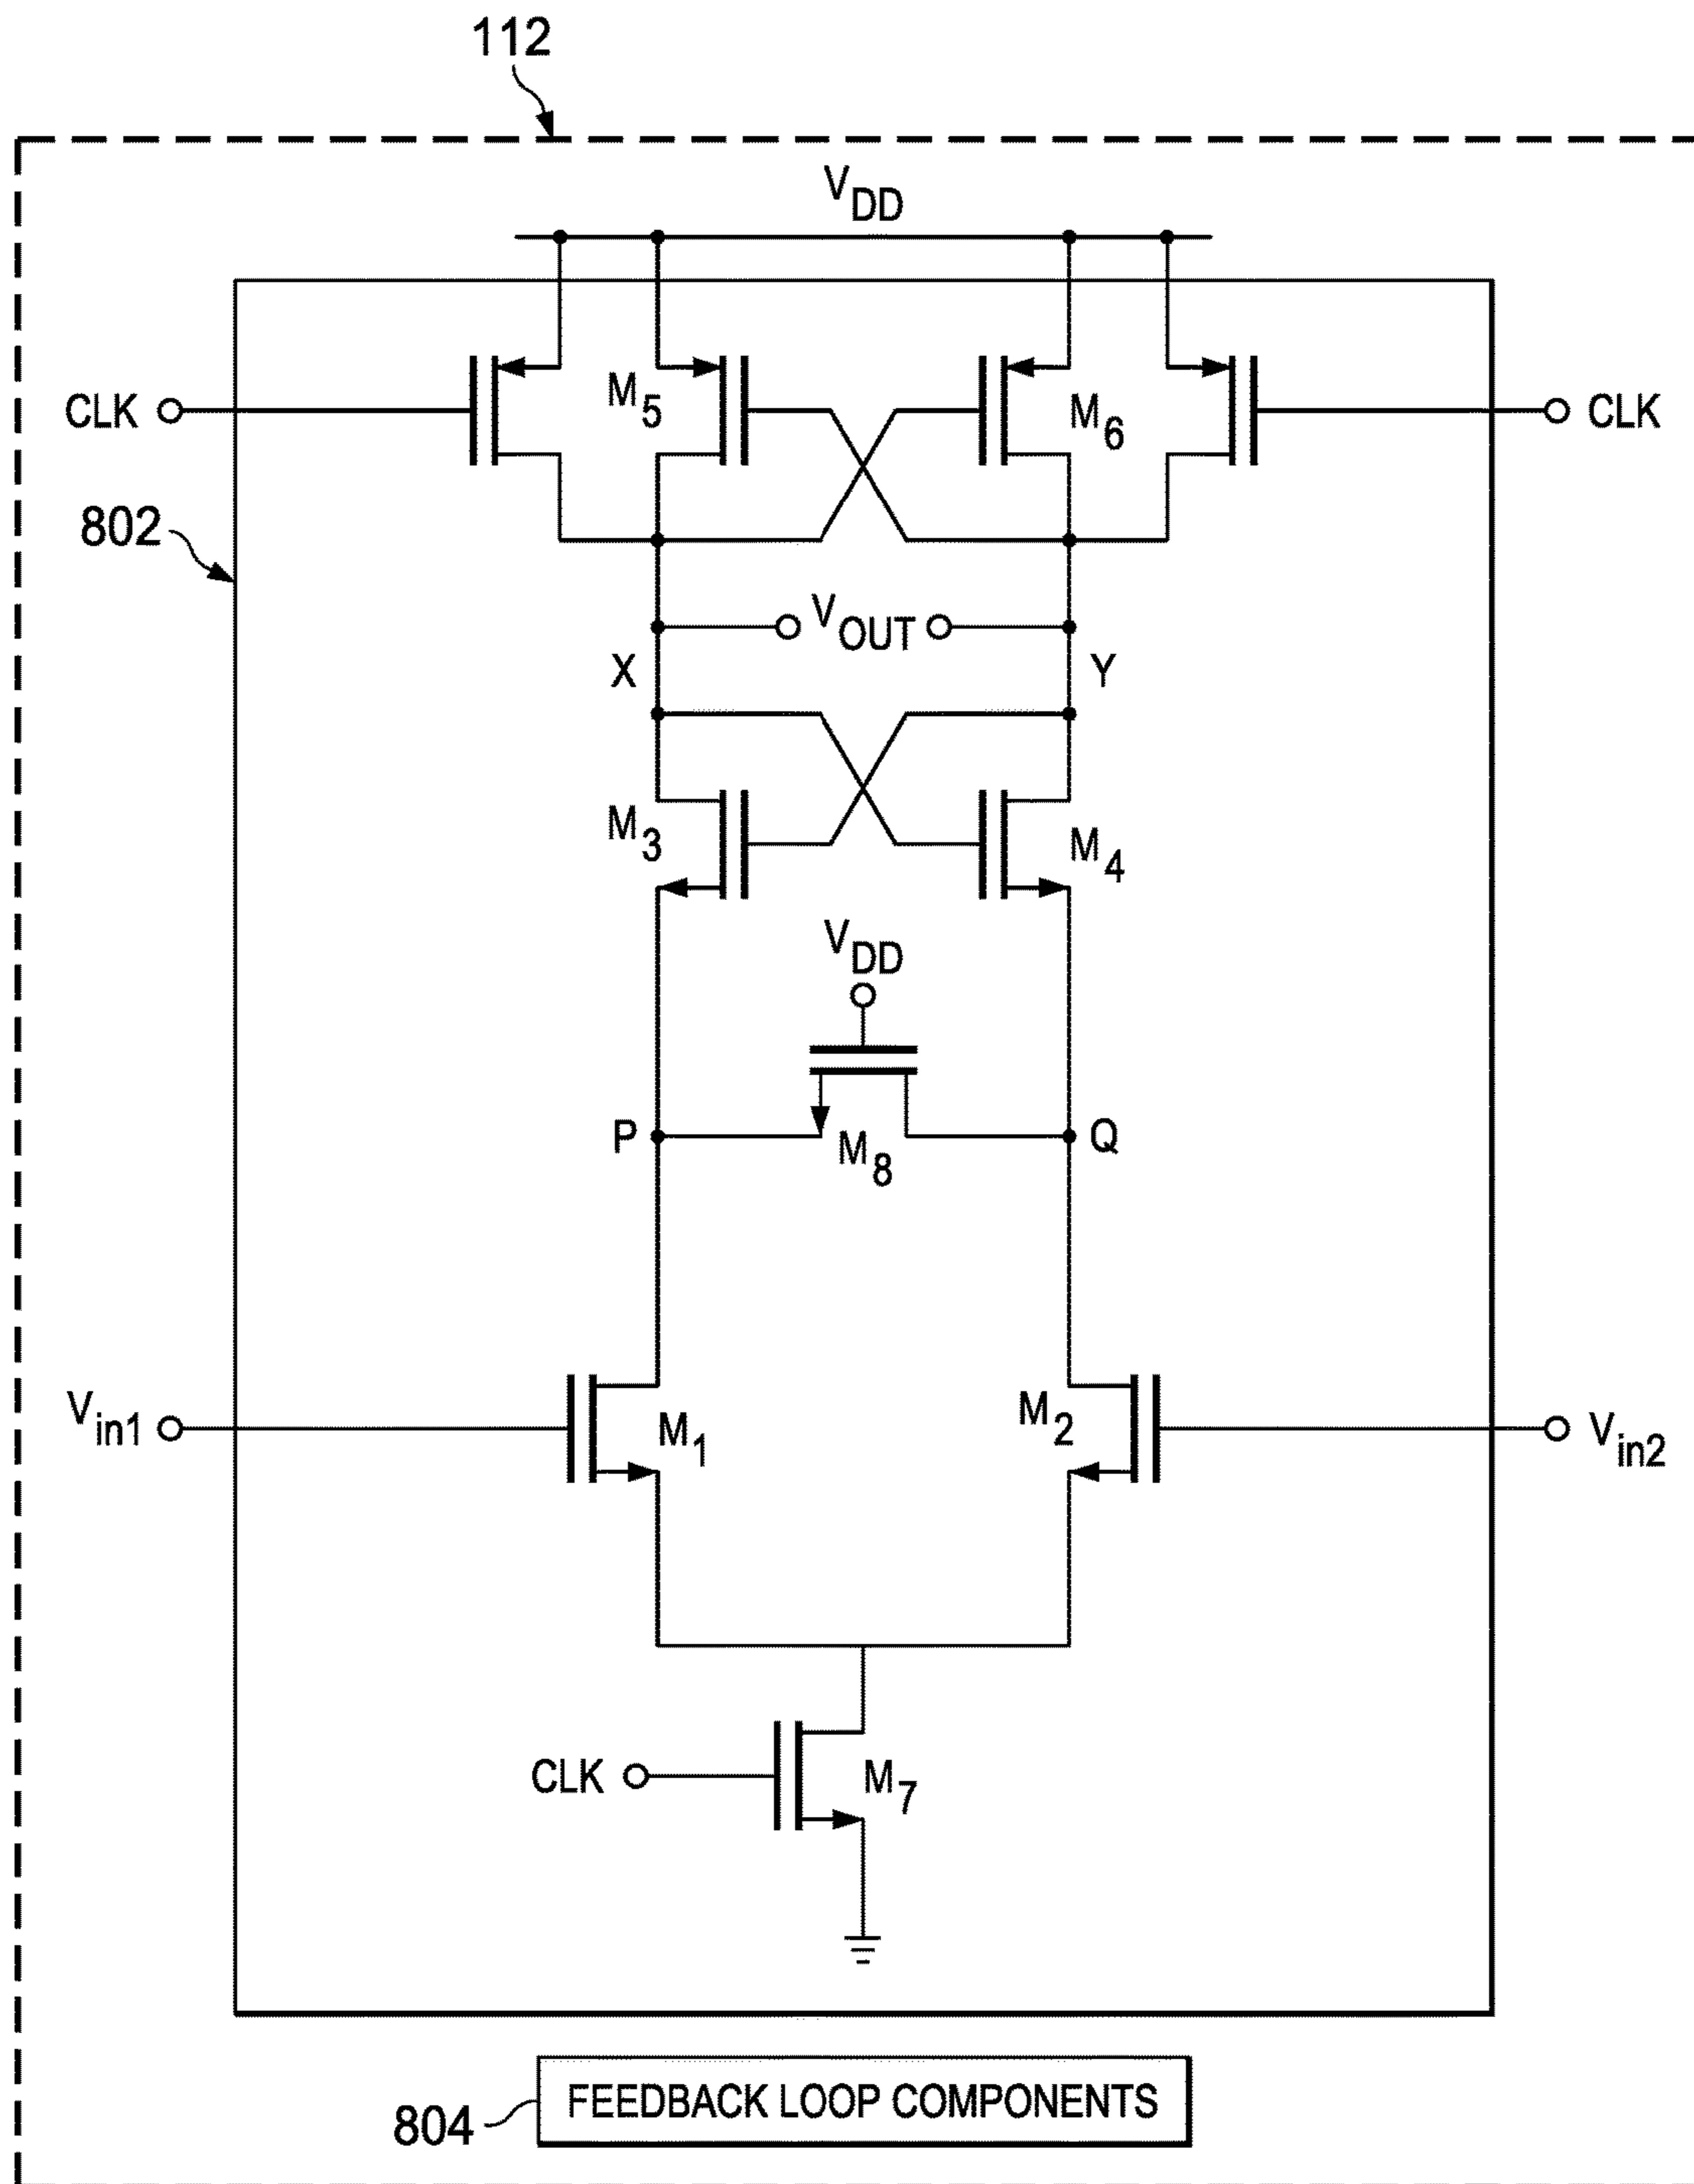 112
VDD
CLK
M5
M6
CLK
802
VOUT
X
Y
M3
M4
VDD
P
M8
Q
Vin1
M1
M2
Vin2
CLK
M7
FEEDBACK LOOP COMPONENTS
804